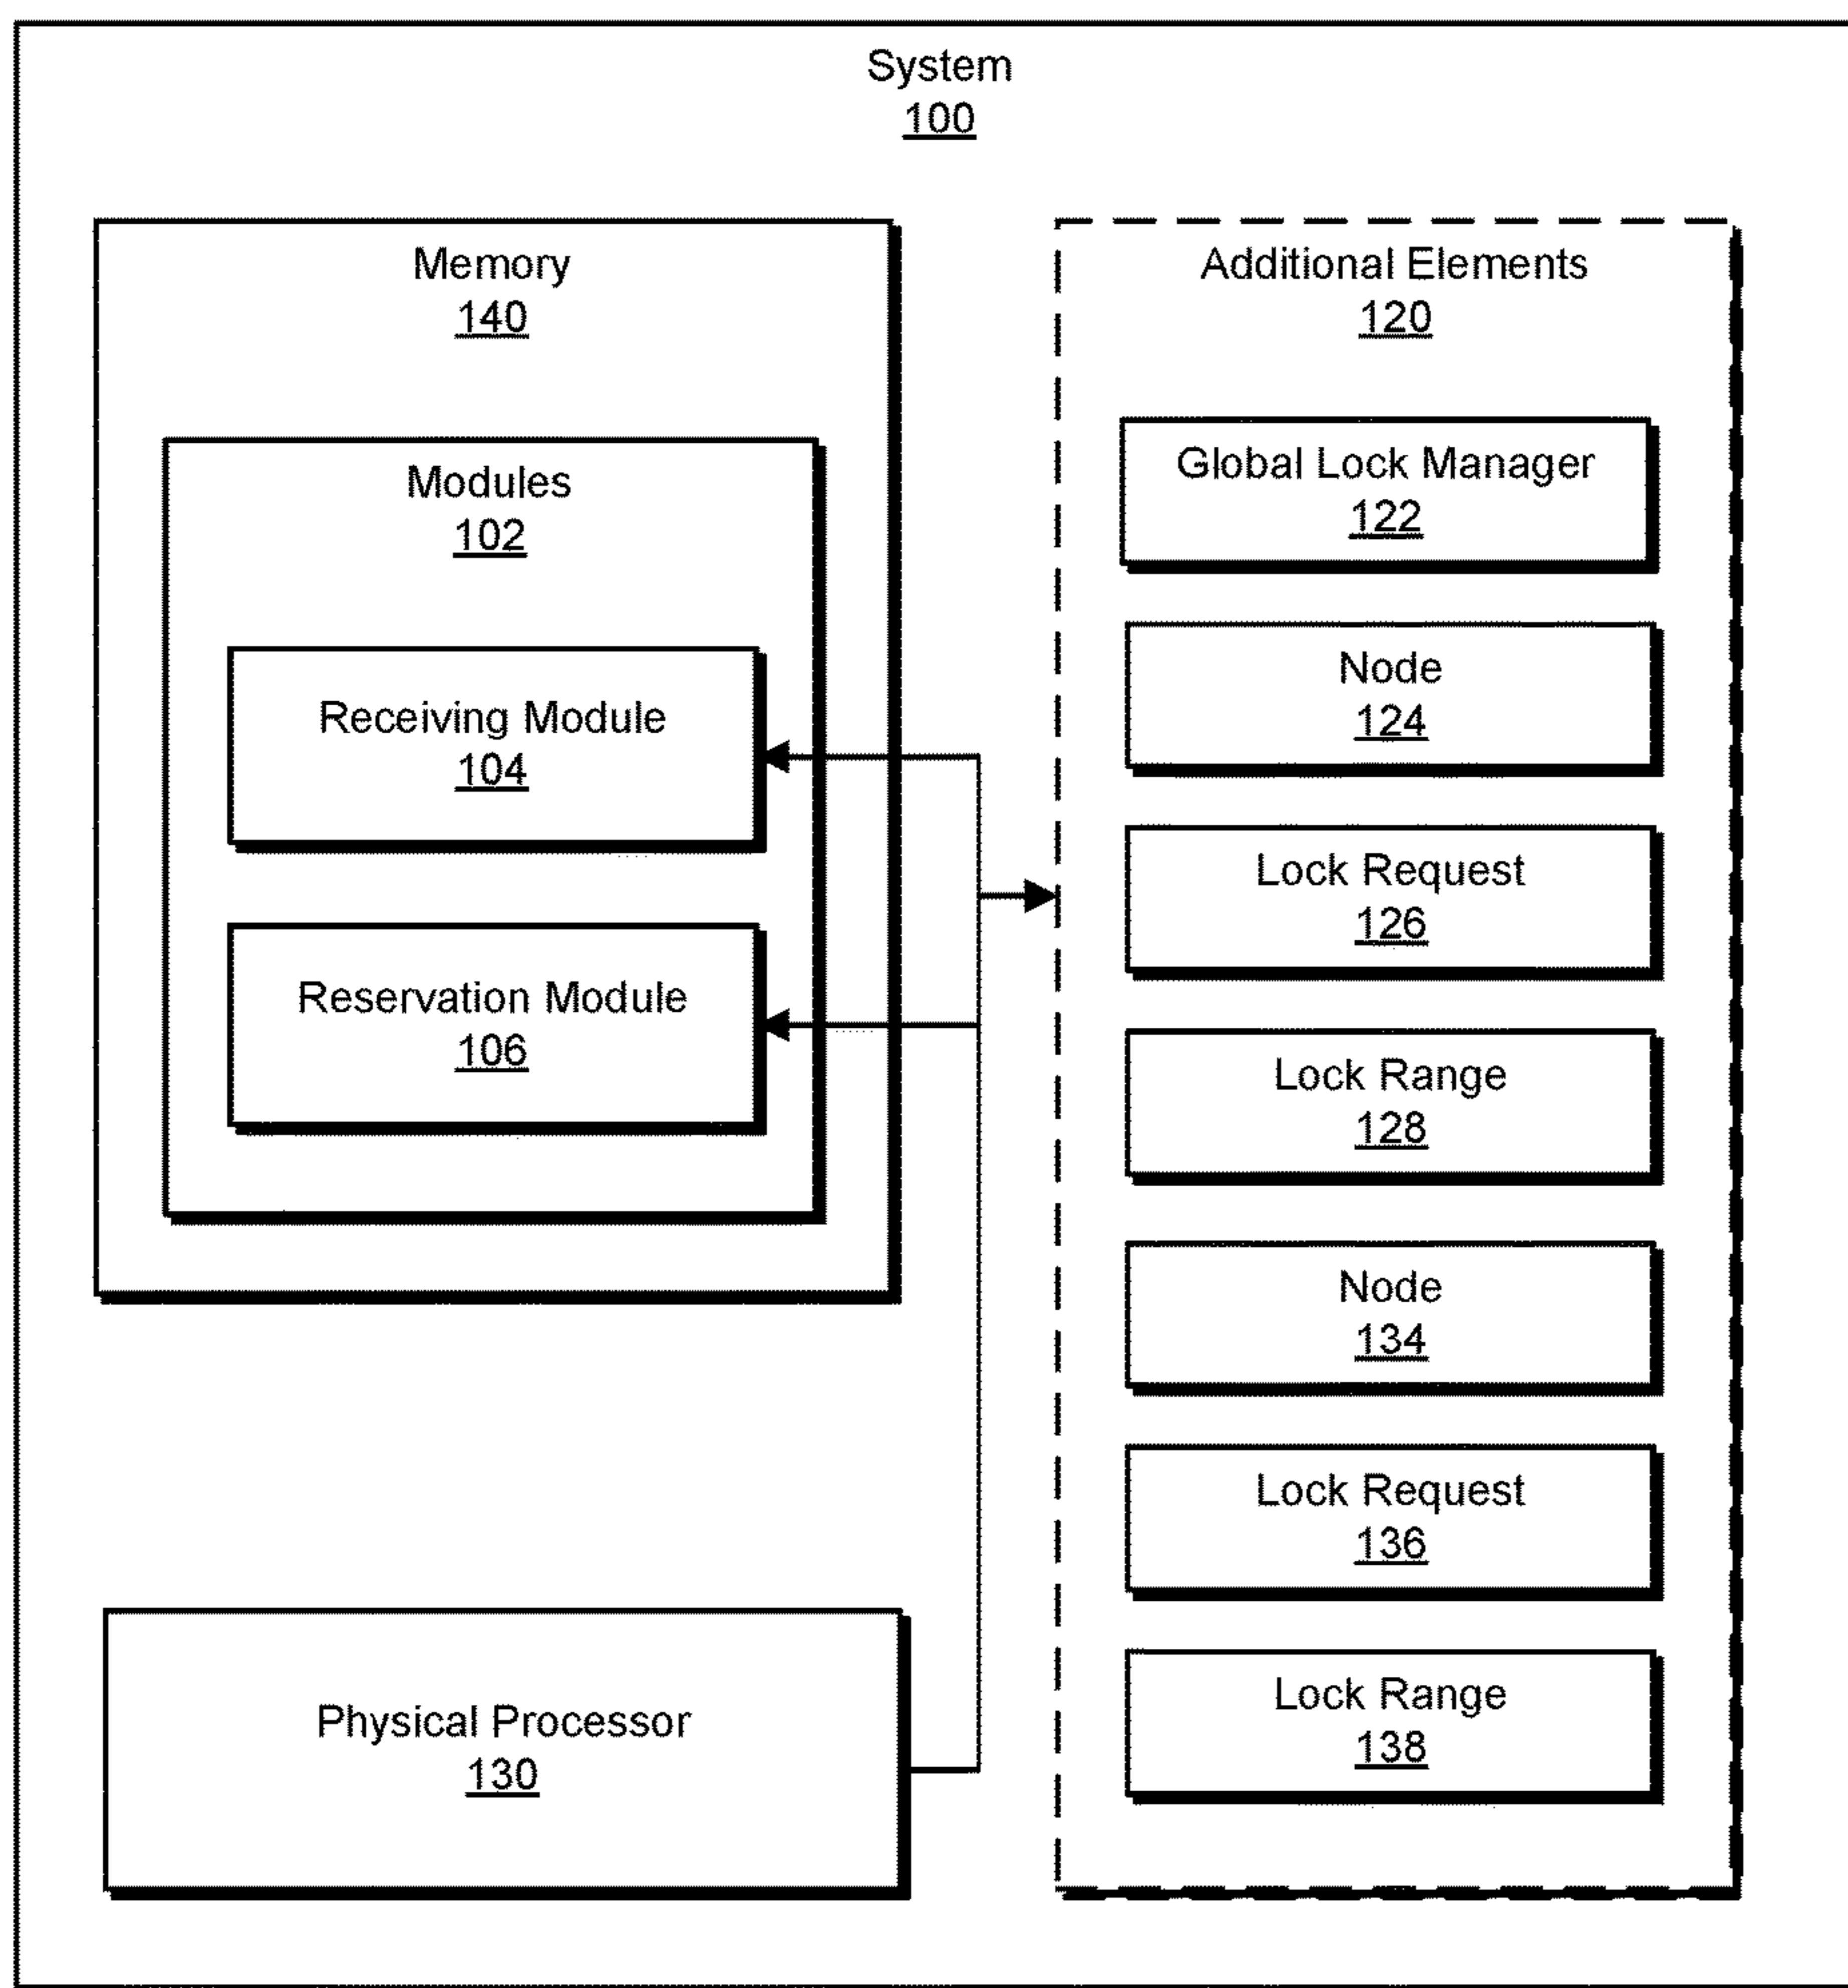 System
100
Memory
140
Modules
102
Receiving Module
104
Reservation Module
106
Physical Processor
130
Additional Elements
120
Global Lock Manager
122
Node
124
Lock Request
126
Lock Range
128
Node
134
Lock Request
136
Lock Range
138